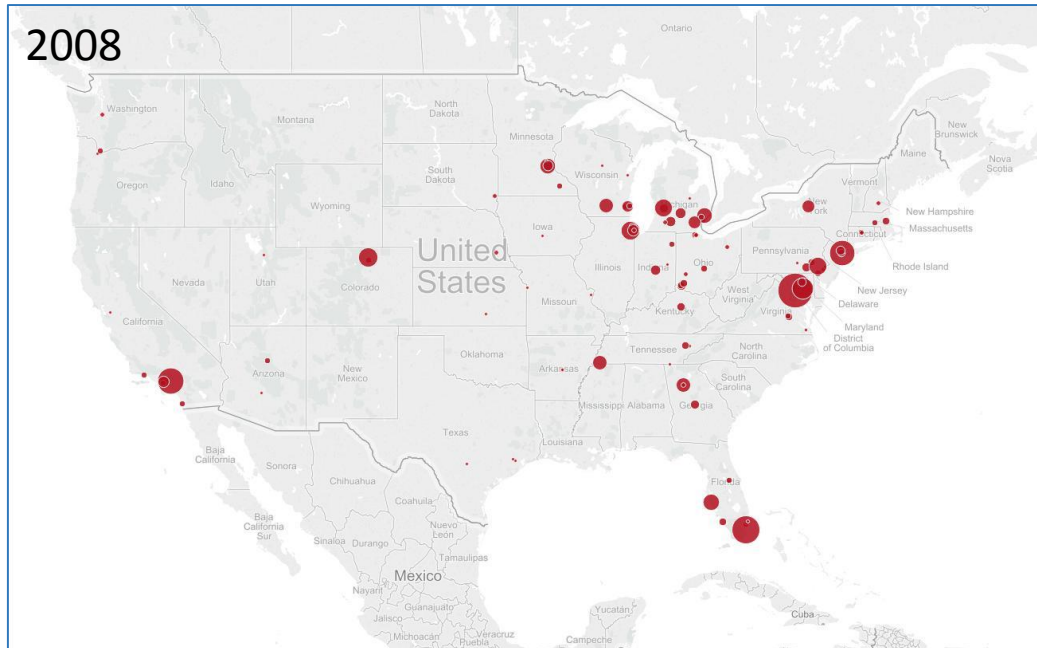 2008
Ontario
Washington
Montana
North
Dakota
Minnesota
New
Brunswick
Maine
Nova
Scotia
Oregon
Idaho
South
Dakota
Wisconsin
Vermont
Wyoming
Michigan
New
York
New Hampshire
Massachusetts
Iowa
Connecticut
United
States
Pennsylvania
Rhode Island
Nevada
Utah
Colorado
Illinois
Indiana
Ohio
New Jersey
Delaware
Maryland
District
of Columbia
West
Virginia
Virginia
California
Missouri
Kentucky
Oklahoma
Tennessee
North
Carolina
Arizona
New
Mexico
Arkansas
South
Carolina
Mississippi
Alabama
Georgia
Texas
Louisiana
Baja
California
Sonora
Chihuahua
Florida
Coahuila
Baja
California
Sur
Nuevo
León
Sinaloa
Durango
Tamaulipas
Mexico
Nayarit
Guanajuato
Jalisco
Michoacán
Veracruz
Puebla
Yucatán
Campeche
Cuba